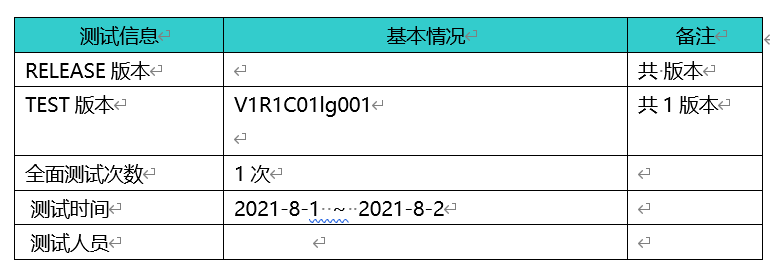 测试信息 基本情况 备注
RELEASE 版本 共 版本
TEST 版本 V1R1C01lg001 共 1 版本
全面测试次数 1 次
测试时间 2021-8-1 ~ 2021-8-2
测试人员